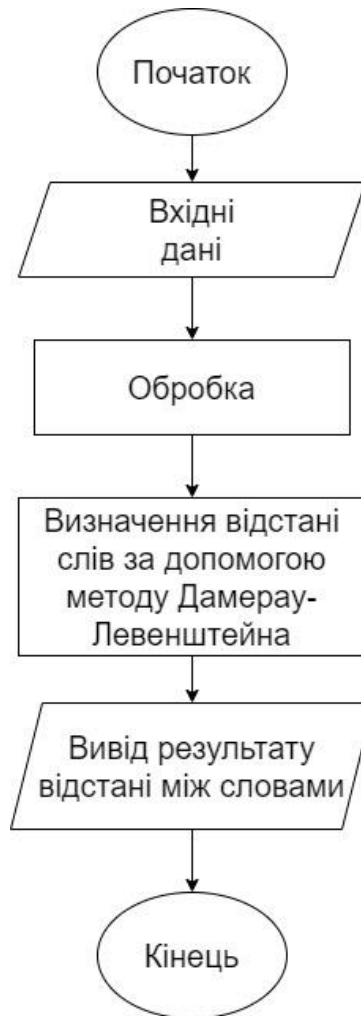 Початок
Вхідні
дані
Обробка
Визначення відстані
слів за допомогою
методу Дамерау-
Левенштейна
Вивід результату
відстані між словами
Кінець